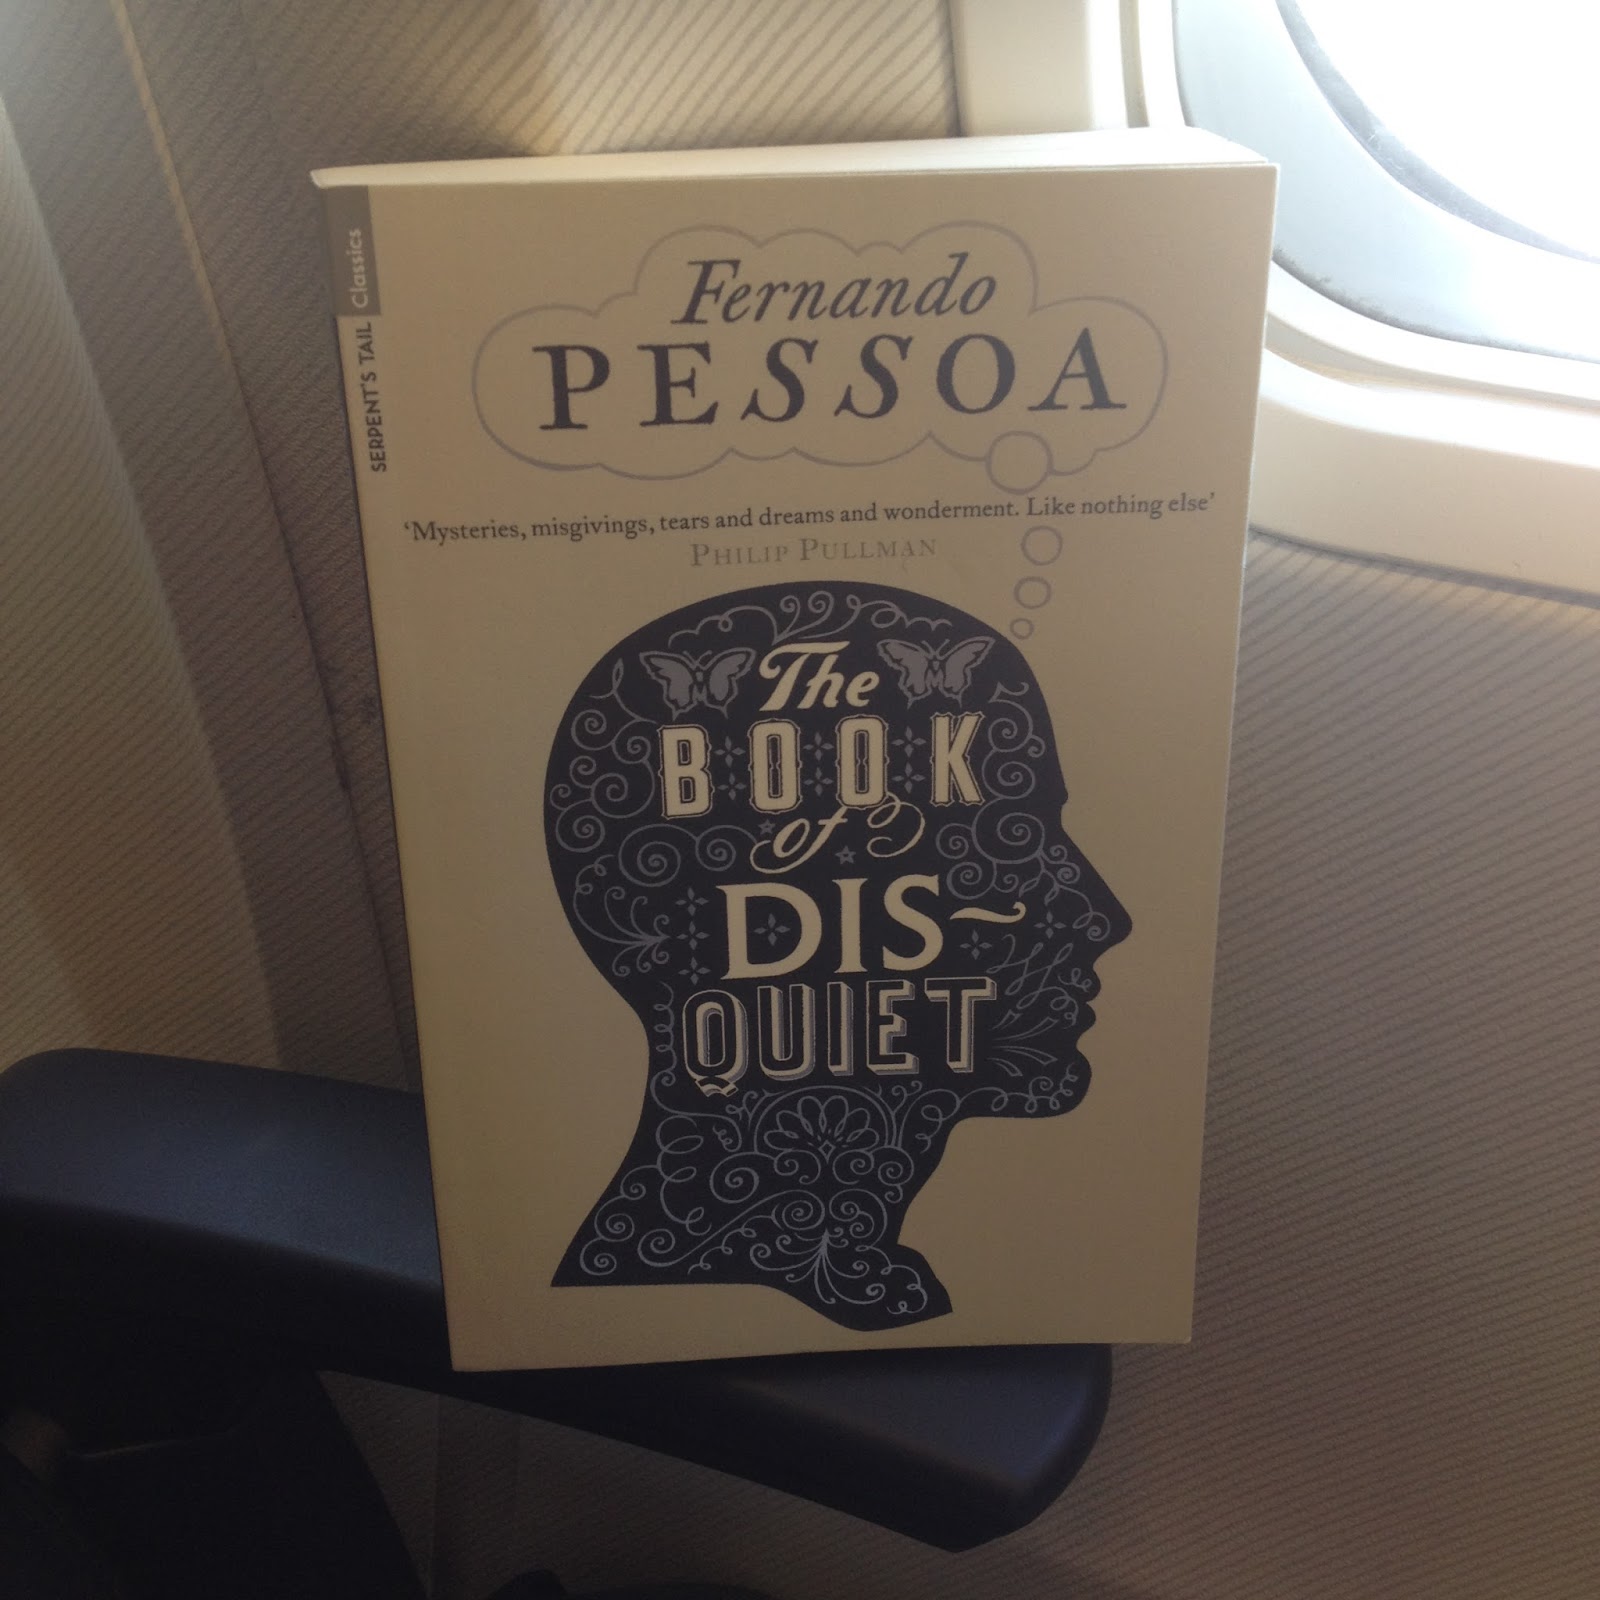 SERPENT'S TAIL Classics
Fernando
PESSOA
‘Mysteries, misgivings, tears and dreams and wonderment. Like nothing else’
PHILIP PULLMAN
The
BOOK
of
DIS~
QUIET